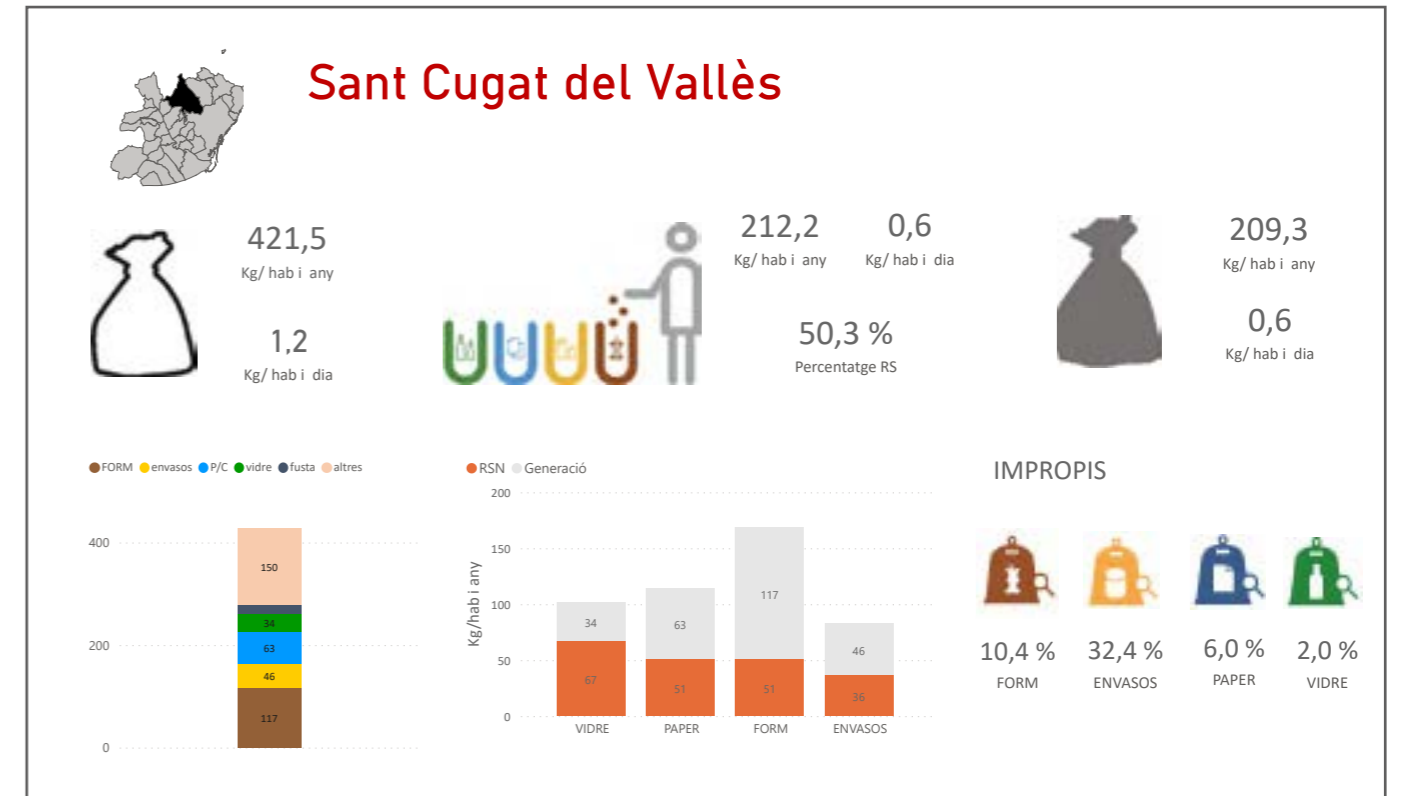 Sant Cugat del Vallès
421,5
Kg/ hab i any
1,2
Kg/ hab i dia
212,2
Kg/ hab i any
0,6
Kg/ hab i dia
50,3 %
Percentatge RS
209,3
Kg/ hab i any
0,6
Kg/ hab i dia
FORM envasos P/C vidre fusta altres
400
200
0
150
34
63
46
117
RSN Generació
Kg/hab i any
200
150
100
50
0
34
67
63
51
117
51
46
36
VIDRE PAPER FORM ENVASOS
IMPROPIS
10,4 % 32,4 % 6,0 % 2,0 %
FORM ENVASOS PAPER VIDRE